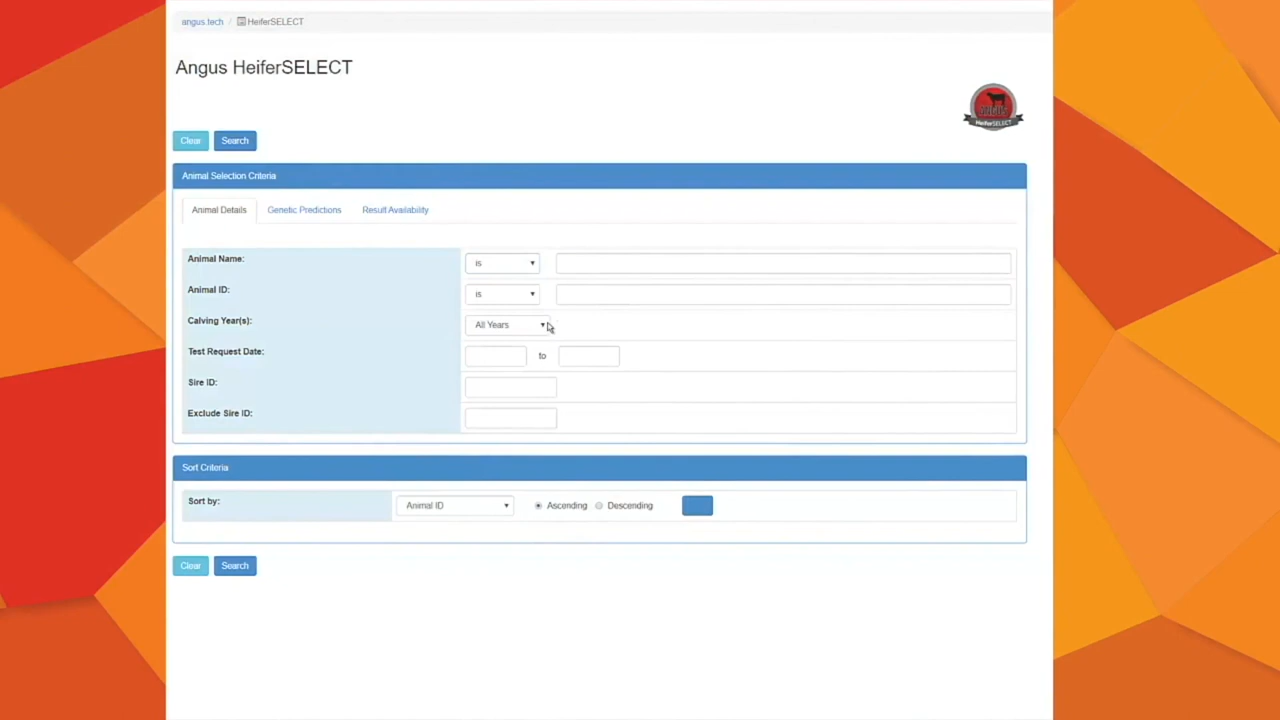 angus.tech / HeiferSELECT
Angus HeiferSELECT
ANGUS
HeiferSELECT
Clear Search
Animal Selection Criteria
Animal Details Genetic Predictions Result Availability
Animal Name: is
Animal ID: is
Calving Year(s): All Years
Test Request Date: to
Sire ID:
Exclude Sire ID:
Sort Criteria
Sort by: Animal ID Ascending Descending
Clear Search